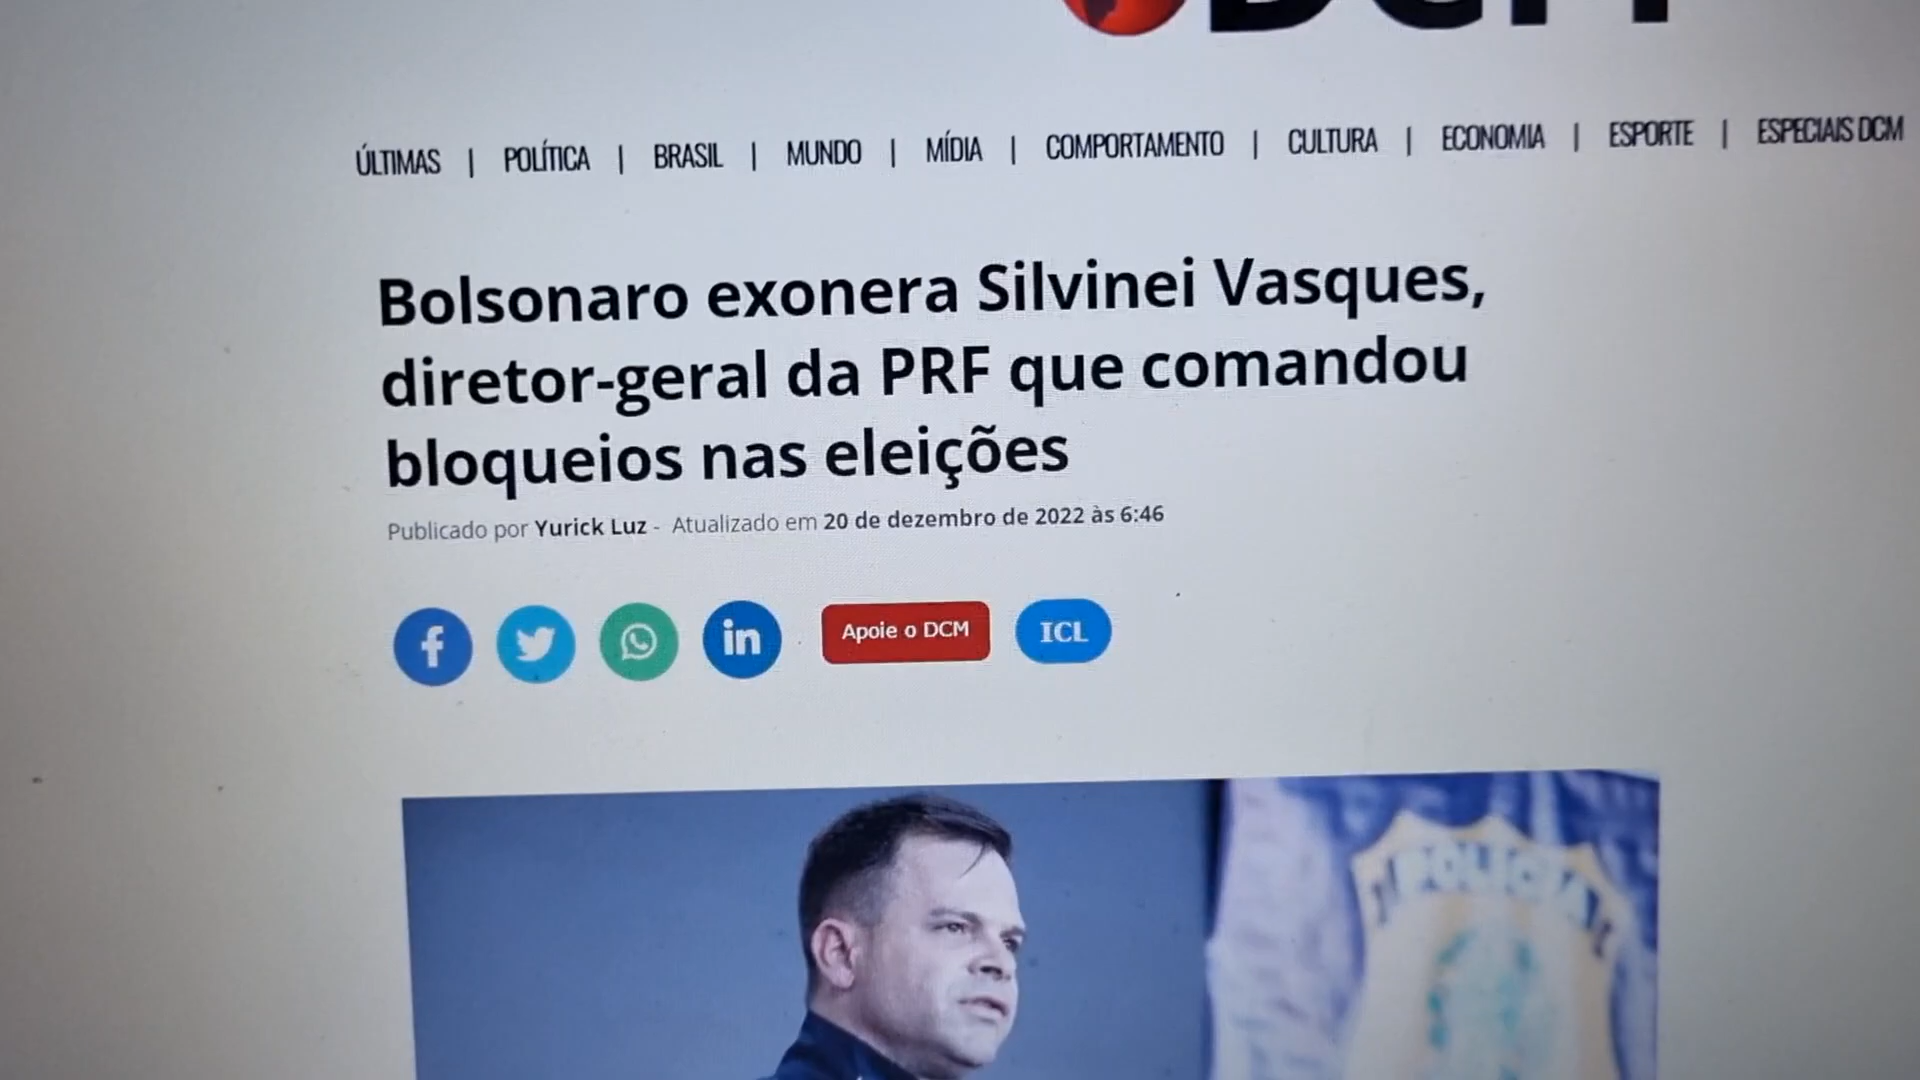 ÚLTIMAS | POLÍTICA | BRASIL | MUNDO | MÍDIA | COMPORTAMENTO | CULTURA | ECONOMIA | ESPORTE | ESPECIAIS DCM
Bolsonaro exonera Silvinei Vasques,
diretor-geral da PRF que comandou
bloqueios nas eleições
Publicado por Yurick Luz - Atualizado em 20 de dezembro de 2022 às 6:46
f in Apoie o DCM ICL
POLÍCIA